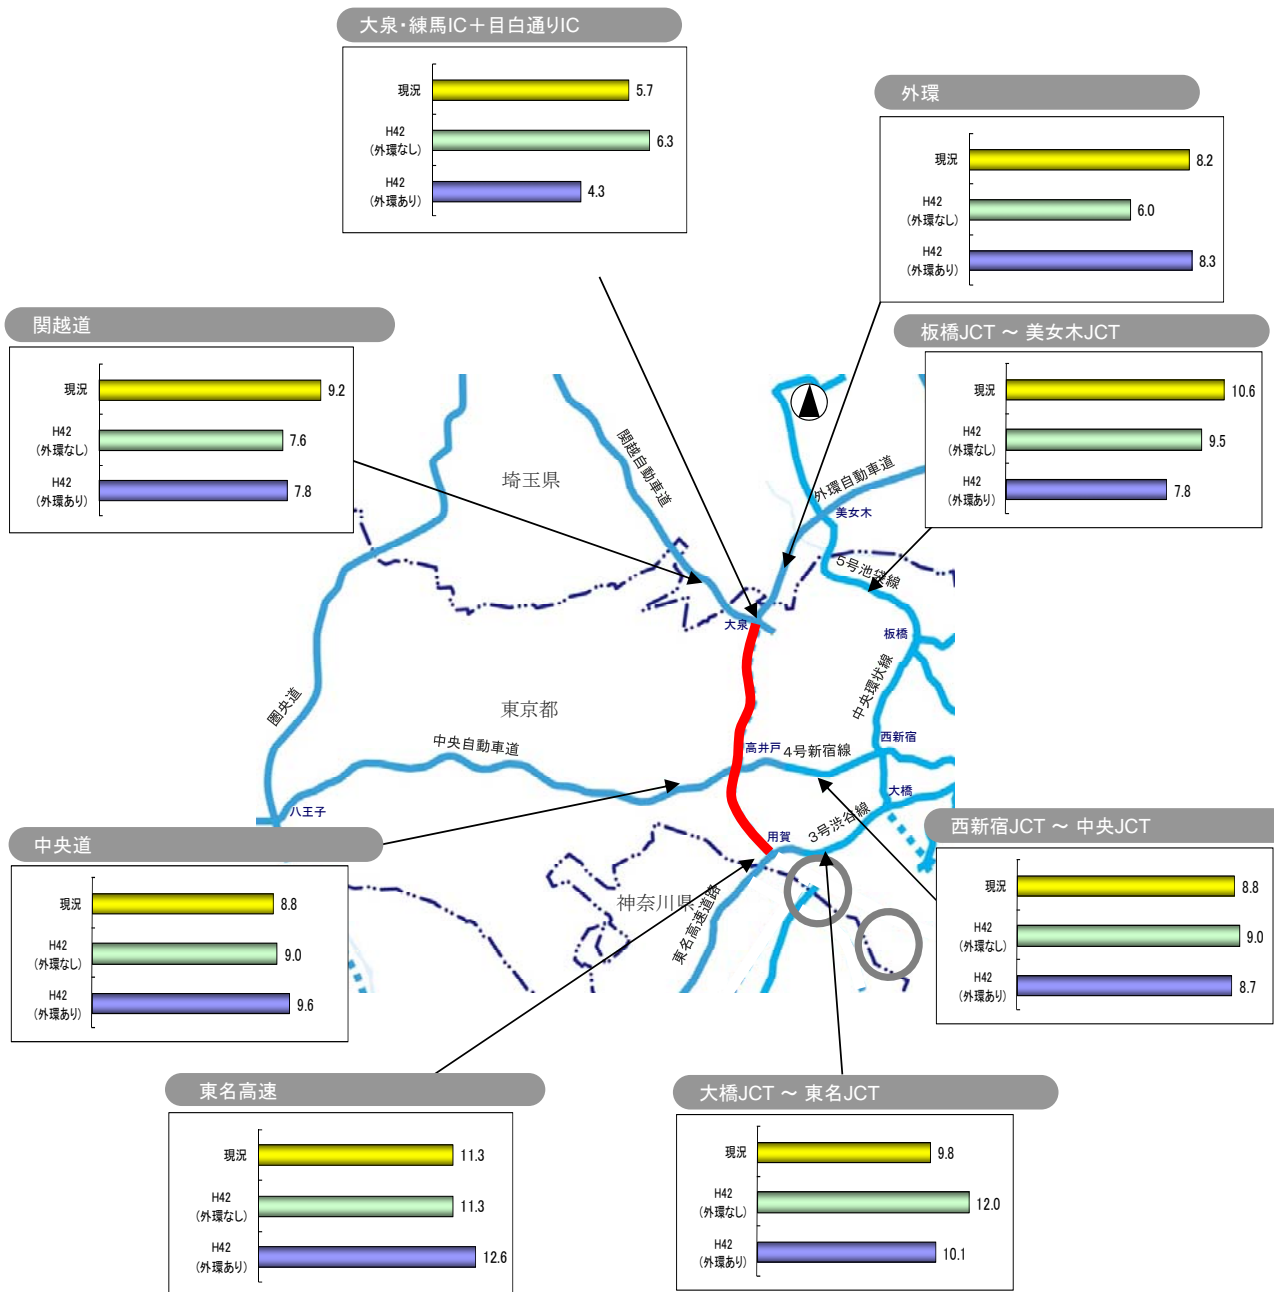 大泉・練馬IC＋目白通りIC
現況
5.7
H42
（外環なし）
6.3
H42
（外環あり）
4.3
外環
現況
8.2
H42
（外環なし）
6.0
H42
（外環あり）
8.3
関越道
現況
9.2
H42
（外環なし）
7.6
H42
（外環あり）
7.8
板橋JCT ～ 美女木JCT
現況
10.6
H42
（外環なし）
9.5
H42
（外環あり）
7.8
関越自動車道
埼玉県
外環自動車道
美女木
5号池袋線
大泉
板橋
中央環状線
圏央道
東京都
中央自動車道
高井戸
4号新宿線
西新宿
八王子
大橋
3号渋谷線
用賀
神奈川県
東名高速道路
中央道
現況
8.8
H42
（外環なし）
9.0
H42
（外環あり）
9.6
西新宿JCT ～ 中央JCT
現況
8.8
H42
（外環なし）
9.0
H42
（外環あり）
8.7
東名高速
現況
11.3
H42
（外環なし）
11.3
H42
（外環あり）
12.6
大橋JCT ～ 東名JCT
現況
9.8
H42
（外環なし）
12.0
H42
（外環あり）
10.1